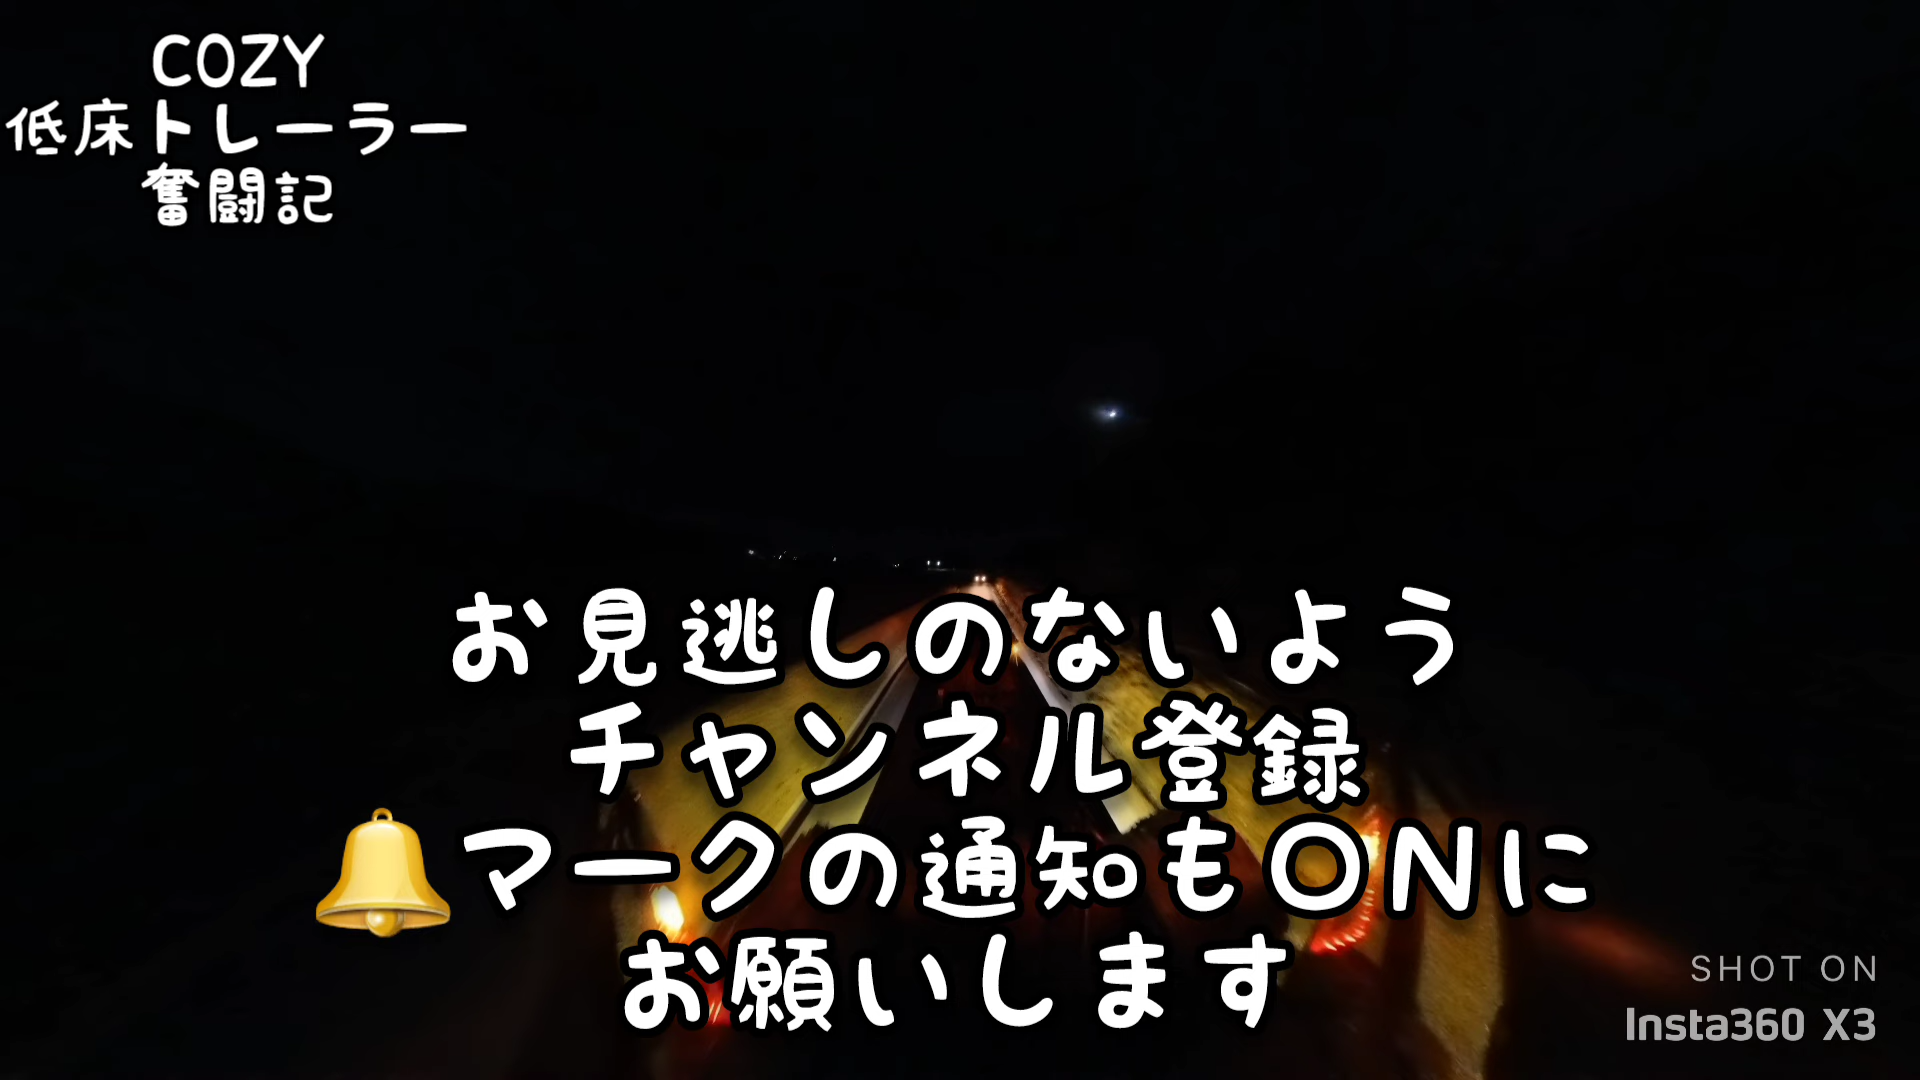 COZY
低床トレーラー
奮闘記
お見逃しのないよう
チャンネル登録
🔔マークの通知も〇Nに
お願いします
SHOT ON
Insta360 X3